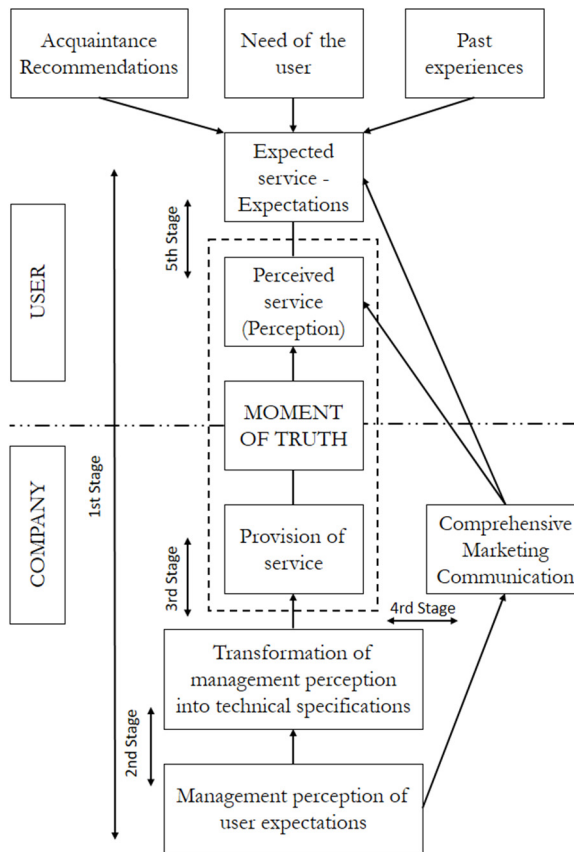 Acquaintance
Recommendations
Need of the
user
Past
experiences
Expected
service -
Expectations
5th Stage
USER
Perceived
service
(Perception)
MOMENT
OF TRUTH
1st Stage
COMPANY
Provision of
service
3rd Stage
Comprehensive
Marketing
Communication
4rd Stage
Transformation of
management perception
into technical specifications
2nd Stage
Management perception of
user expectations